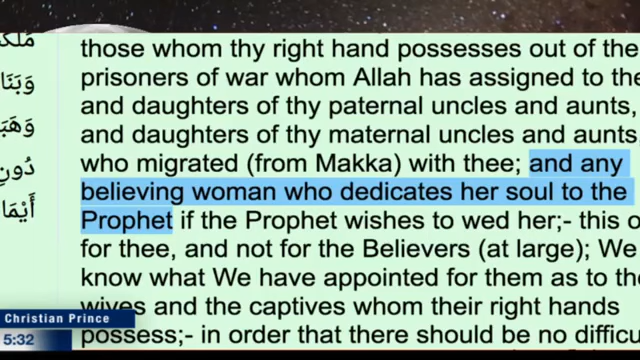 those whom thy right hand possesses out of the
prisoners of war whom Allah has assigned to the
and daughters of thy paternal uncles and aunts,
and daughters of thy maternal uncles and aunts,
who migrated (from Makka) with thee; and any
believing woman who dedicates her soul to the
Prophet if the Prophet wishes to wed her;- this o
for thee, and not for the Believers (at large); We
know what We have appointed for them as to the
wives and the captives whom their right hands
possess;- in order that there should be no difficu
وَبَنَا
دُونِ
أَيْمَا
Christian Prince
5:32